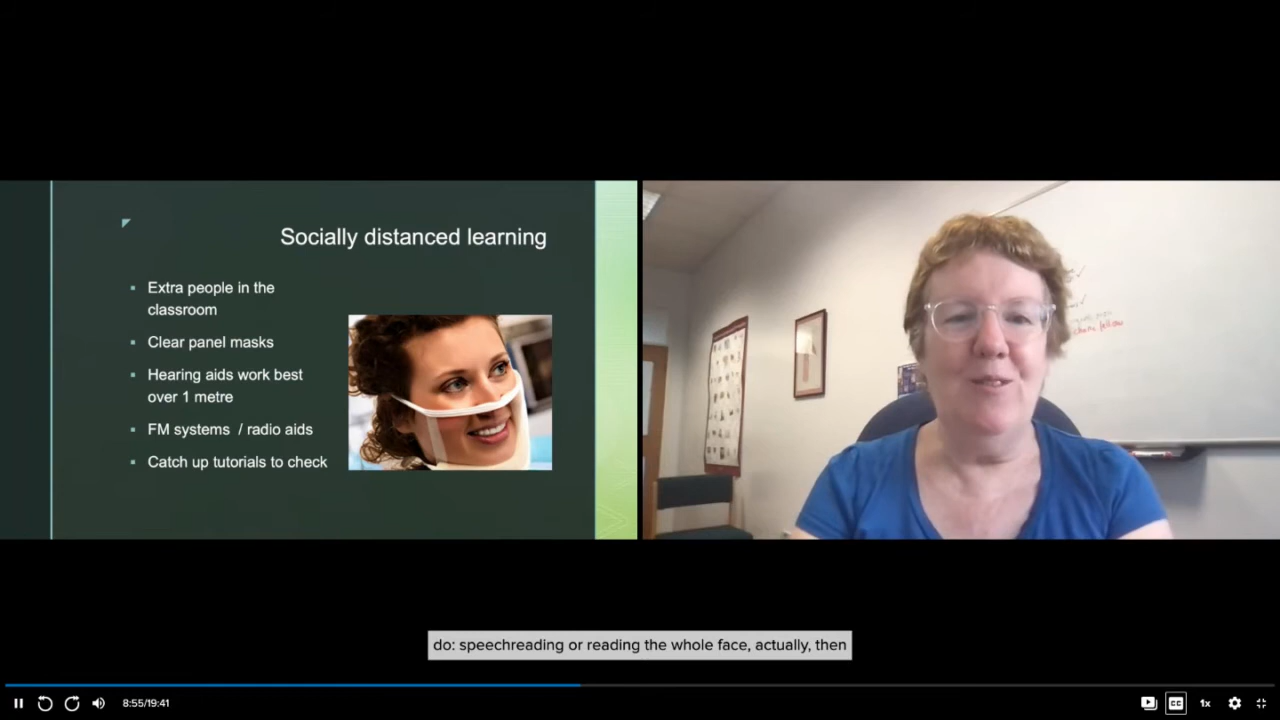 Socially distanced learning
Extra people in the
classroom
Clear panel masks
Hearing aids work best
over 1 metre
FM systems / radio aids
Catch up tutorials to check
do: speechreading or reading the whole face, actually, then
8:55/19:41
CC
1x